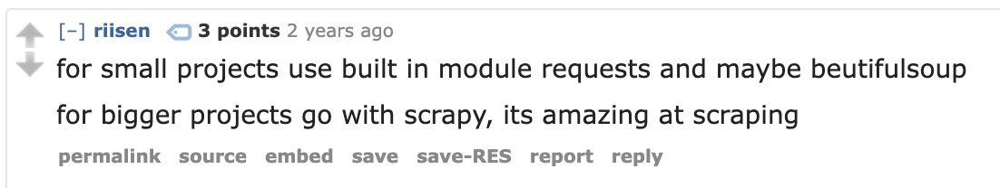 [–] riisen 3 points 2 years ago
for small projects use built in module requests and maybe beutifulsoup
for bigger projects go with scrapy, its amazing at scraping
permalink source embed save save-RES report reply